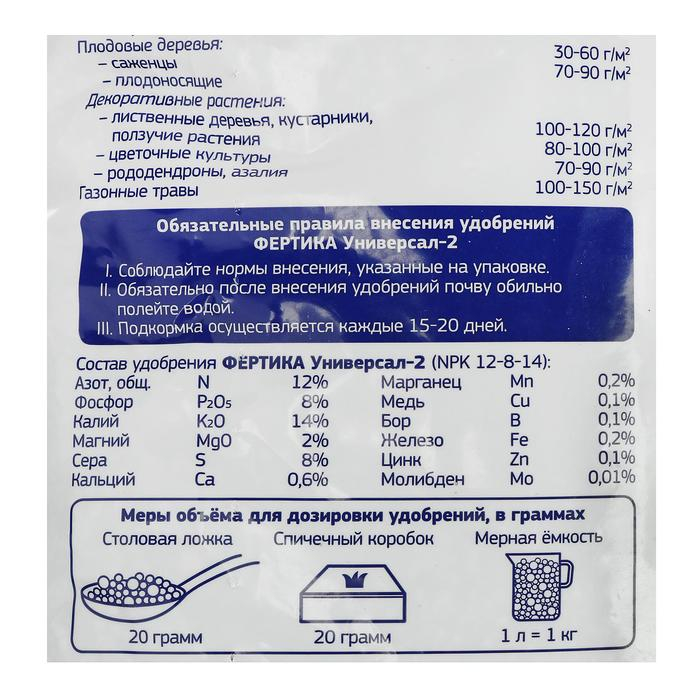 Плодовые деревья:
– саженцы 30-60 г/м²
– плодоносящие 70-90 г/м²
Декоративные растения:
– лиственные деревья, кустарники,
ползучие растения 100-120 г/м²
– цветочные культуры 80-100 г/м²
– рододендроны, азалия 70-90 г/м²
Газонные травы 100-150 г/м²
Обязательные правила внесения удобрений
ФЕРТИКА Универсал-2
I. Соблюдайте нормы внесения, указанные на упаковке.
II. Обязательно после внесения удобрений почву обильно
полейте водой.
III. Подкормка осуществляется каждые 15-20 дней.
Состав удобрения ФЕРТИКА Универсал-2 (NPK 12-8-14):
Азот, общ. N 12% Марганец Mn 0,2%
Фосфор P₂O₅ 8% Медь Cu 0,1%
Калий K₂O 14% Бор B 0,1%
Магний MgO 2% Железо Fe 0,2%
Сера S 8% Цинк Zn 0,1%
Кальций Ca 0,6% Молибден Mo 0,01%
Меры объёма для дозировки удобрений, в граммах
Столовая ложка Спичечный коробок Мерная ёмкость
20 грамм 20 грамм 1 л = 1 кг